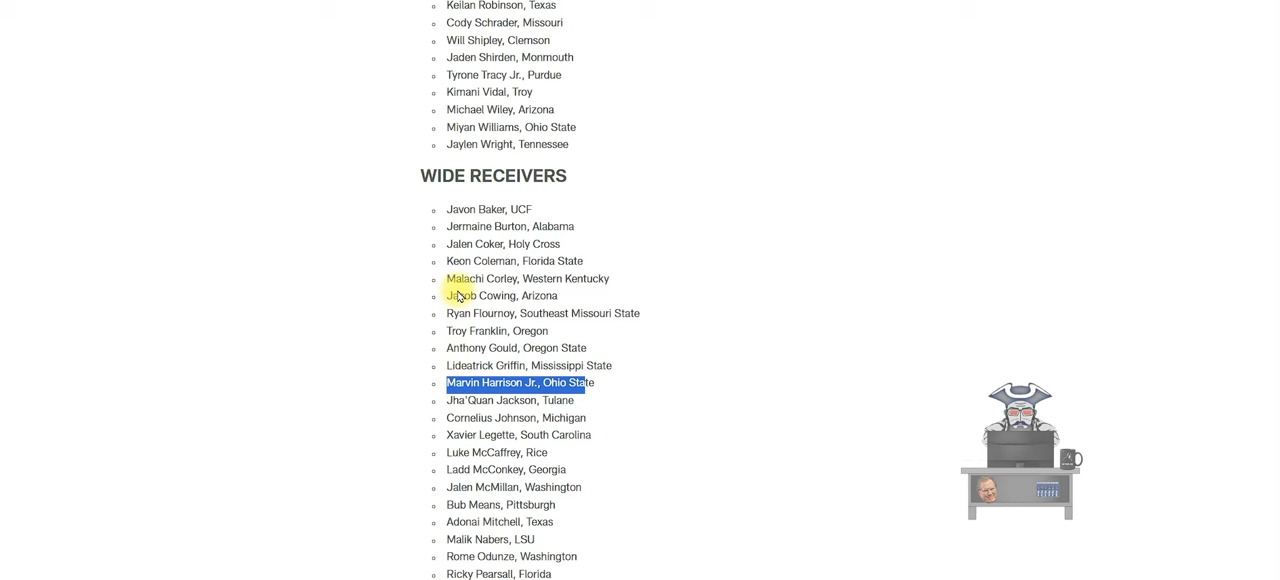 Keilan Robinson, Texas
Cody Schrader, Missouri
Will Shipley, Clemson
Jaden Shirden, Monmouth
Tyrone Tracy Jr., Purdue
Kimani Vidal, Troy
Michael Wiley, Arizona
Miyan Williams, Ohio State
Jaylen Wright, Tennessee
WIDE RECEIVERS
Javon Baker, UCF
Jermaine Burton, Alabama
Jalen Coker, Holy Cross
Keon Coleman, Florida State
Malachi Corley, Western Kentucky
Jacob Cowing, Arizona
Ryan Flournoy, Southeast Missouri State
Troy Franklin, Oregon
Anthony Gould, Oregon State
Lideatrick Griffin, Mississippi State
Marvin Harrison Jr., Ohio State
Jha'Quan Jackson, Tulane
Cornelius Johnson, Michigan
Xavier Legette, South Carolina
Luke McCaffrey, Rice
Ladd McConkey, Georgia
Jalen McMillan, Washington
Bub Means, Pittsburgh
Adonai Mitchell, Texas
Malik Nabers, LSU
Rome Odunze, Washington
Ricky Pearsall, Florida